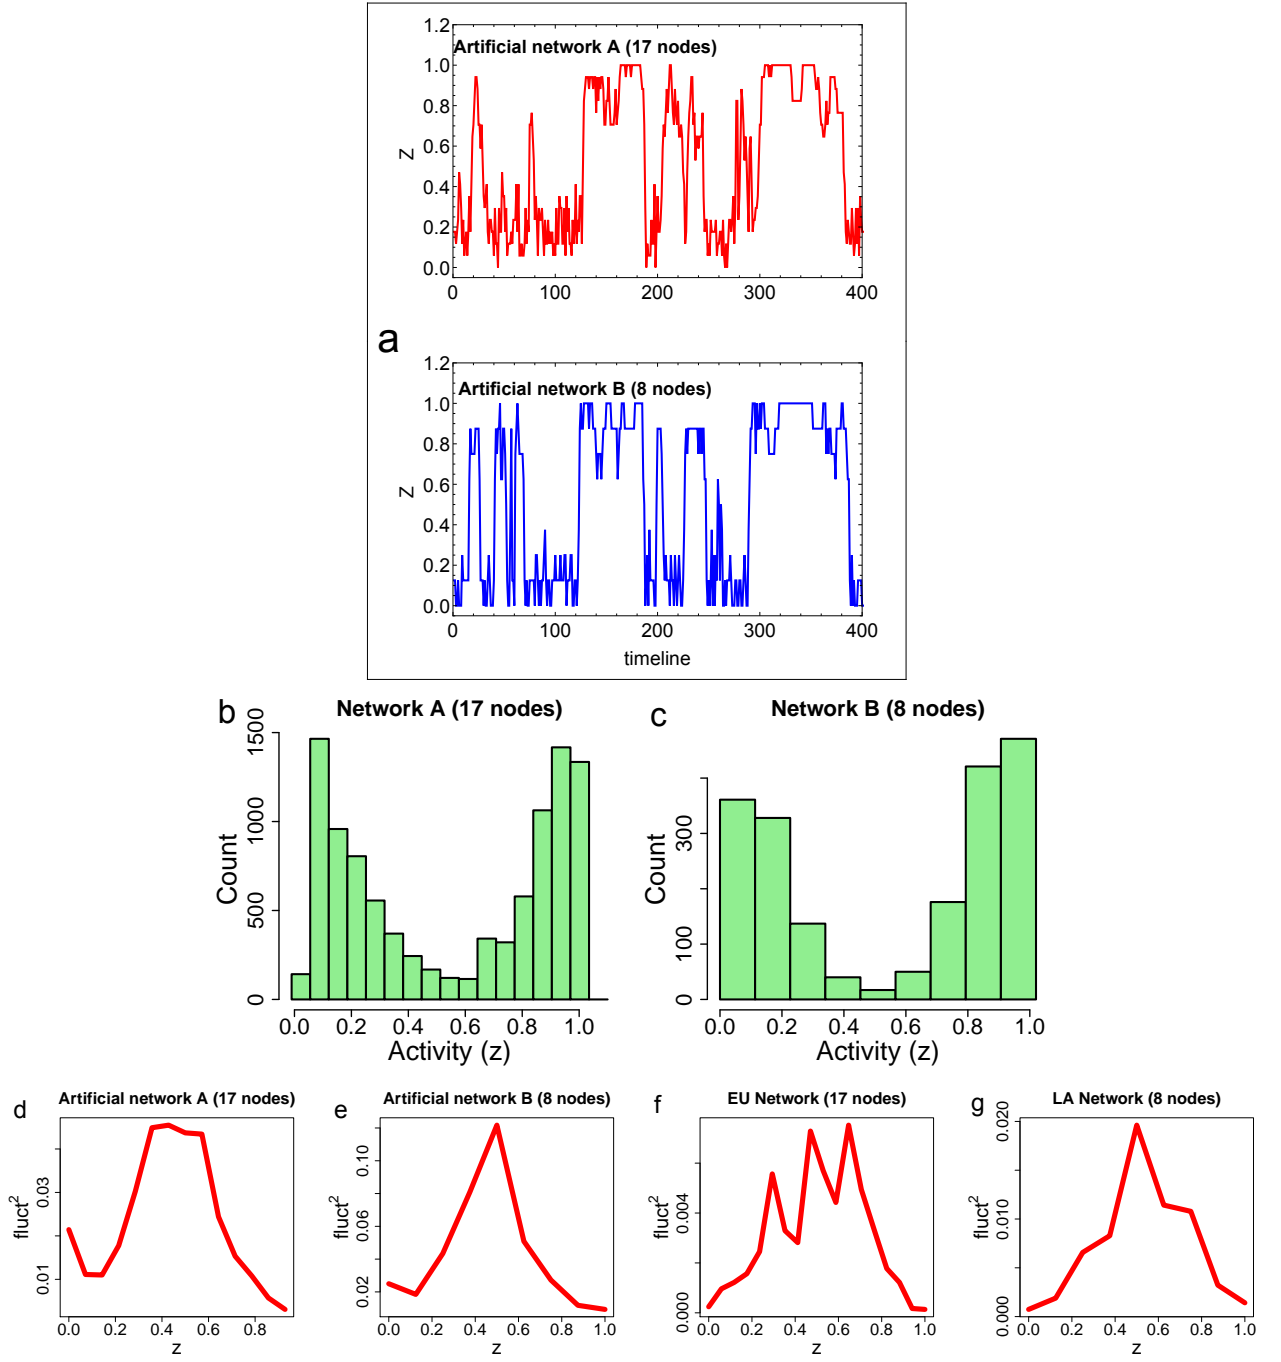 Artificial network A (17 nodes)
Z
1.2
1.0
0.8
0.6
0.4
0.2
0.0
0 100 200 300 400
a
Artificial network B (8 nodes)
Z
1.2
1.0
0.8
0.6
0.4
0.2
0.0
0 100 200 300 400
timeline
b
Network A (17 nodes)
Count
0 500 1000 1500
0.0 0.2 0.4 0.6 0.8 1.0
Activity (z)
c
Network B (8 nodes)
Count
0 100 300
0.0 0.2 0.4 0.6 0.8 1.0
Activity (z)
d
Artificial network A (17 nodes)
fluct²
0.01 0.03
0.0 0.2 0.4 0.6 0.8
z
e
Artificial network B (8 nodes)
fluct²
0.02 0.06 0.10
0.0 0.2 0.4 0.6 0.8 1.0
z
f
EU Network (17 nodes)
fluct²
0.000 0.004
0.0 0.2 0.4 0.6 0.8 1.0
z
g
LA Network (8 nodes)
fluct²
0.000 0.010 0.020
0.0 0.2 0.4 0.6 0.8 1.0
z